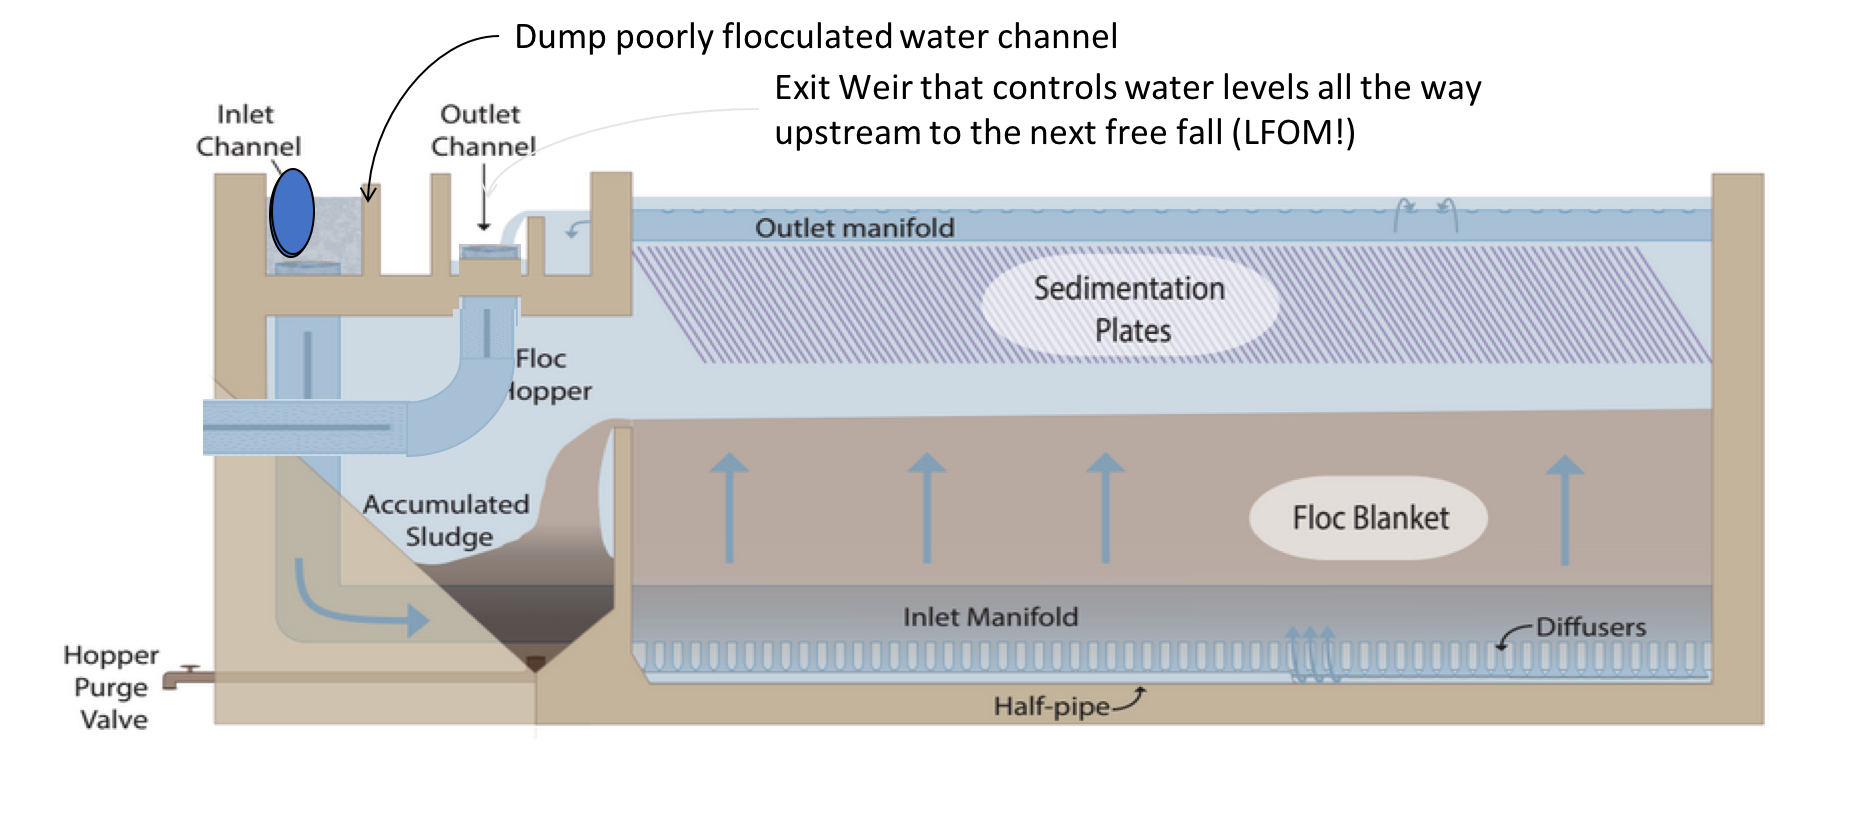 Dump poorly flocculated water channel
Exit Weir that controls water levels all the way
upstream to the next free fall (LFOM!)
Inlet
Channel
Outlet
Channel
Outlet manifold
Sedimentation
Plates
Floc
Hopper
Accumulated
Sludge
Floc Blanket
Inlet Manifold
Diffusers
Hopper
Purge
Valve
Half-pipe